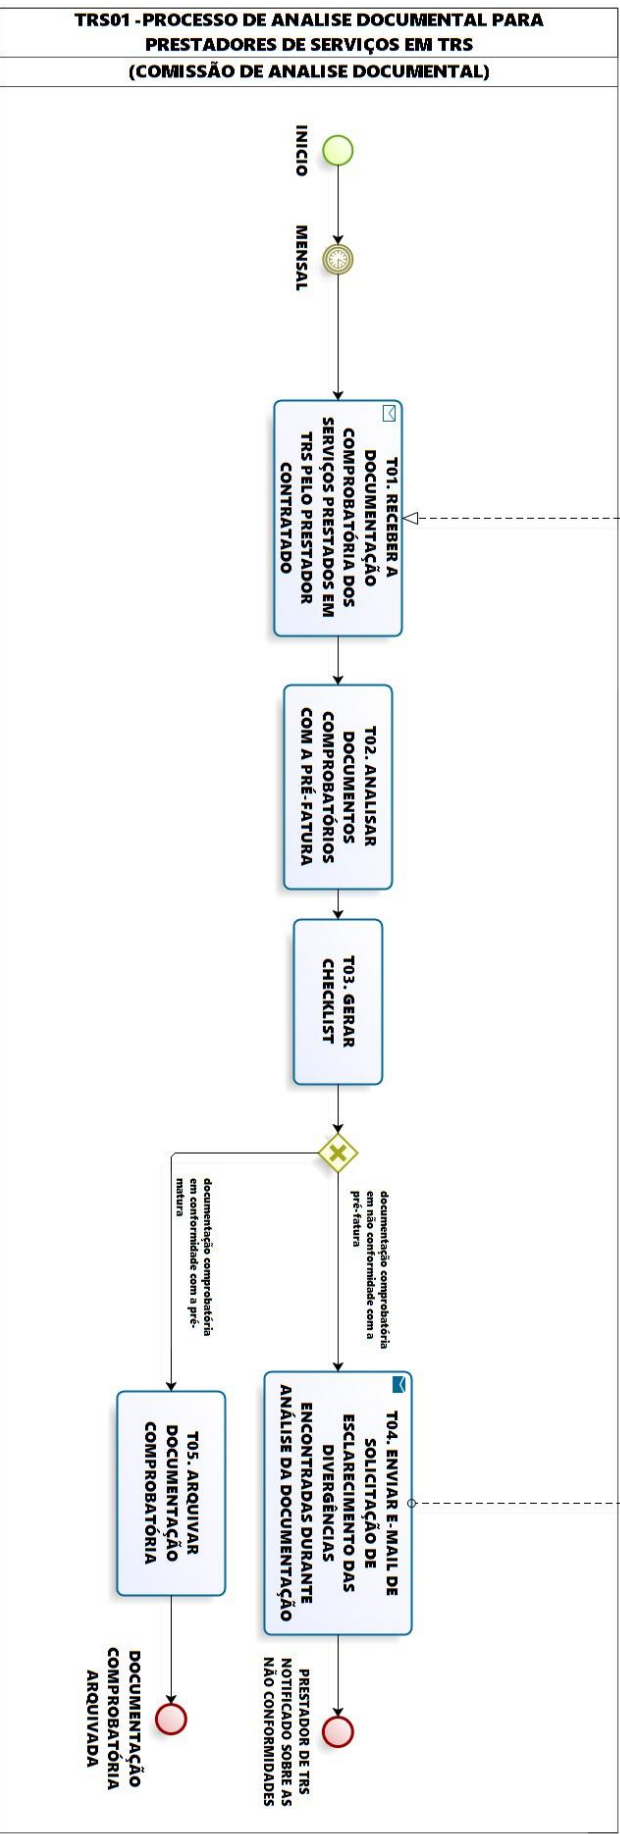 TRS01 -PROCESSO DE ANALISE DOCUMENTAL PARA
PRESTADORES DE SERVIÇOS EM TRS
(COMISSÃO DE ANALISE DOCUMENTAL)
INICIO
MENSAL
T01. RECEBER A
DOCUMENTAÇÃO
COMPROBATÓRIA DOS
SERVIÇOS PRESTADOS EM
TRS PELO PRESTADOR
CONTRATADO
T02. ANALISAR
DOCUMENTOS
COMPROBATÓRIOS
COM A PRÉ-FATURA
T03. GERAR
CHECKLIST
documentação comprobatória
em não conformidade com a
pré-fatura
documentação comprobatória
em conformidade com a pré-
matura
T04. ENVIAR E-MAIL DE
SOLICITAÇÃO DE
ESCLARECIMENTO DAS
DIVERGÊNCIAS
ENCONTRADAS DURANTE
ANÁLISE DA DOCUMENTAÇÃO
T05. ARQUIVAR
DOCUMENTAÇÃO
COMPROBATÓRIA
PRESTADOR DE TRS
NOTIFICADO SOBRE AS
NÃO CONFORMIDADES
DOCUMENTAÇÃO
COMPROBATÓRIA
ARQUIVADA